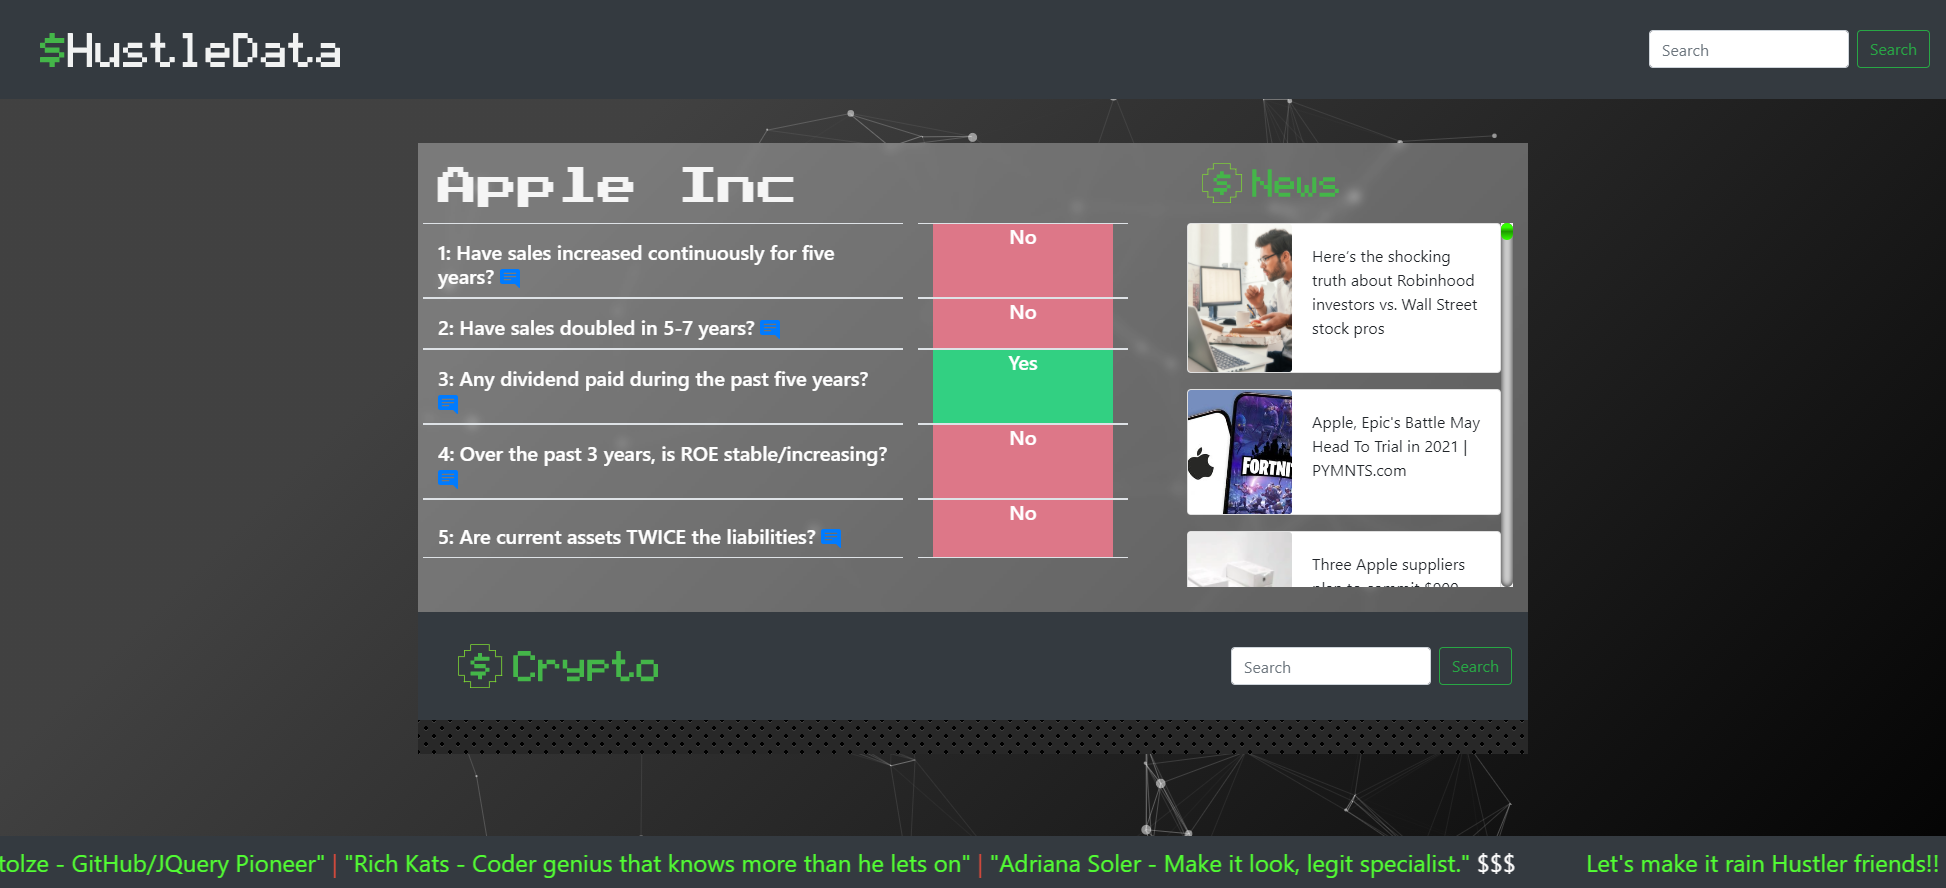 $HustleData
Search
Search
Apple Inc
$ News
1: Have sales increased continuously for five
years?
No
2: Have sales doubled in 5-7 years?
No
3: Any dividend paid during the past five years?
Yes
4: Over the past 3 years, is ROE stable/increasing?
No
5: Are current assets TWICE the liabilities?
No
Here’s the shocking
truth about Robinhood
investors vs. Wall Street
stock pros
FORTNI
Apple, Epic's Battle May
Head To Trial in 2021 |
PYMNTS.com
Three Apple suppliers
plan to commit $900
$ Crypto
Search
Search
tolze - GitHub/JQuery Pioneer" | "Rich Kats - Coder genius that knows more than he lets on" | "Adriana Soler - Make it look, legit specialist." $$$ Let's make it rain Hustler friends!!